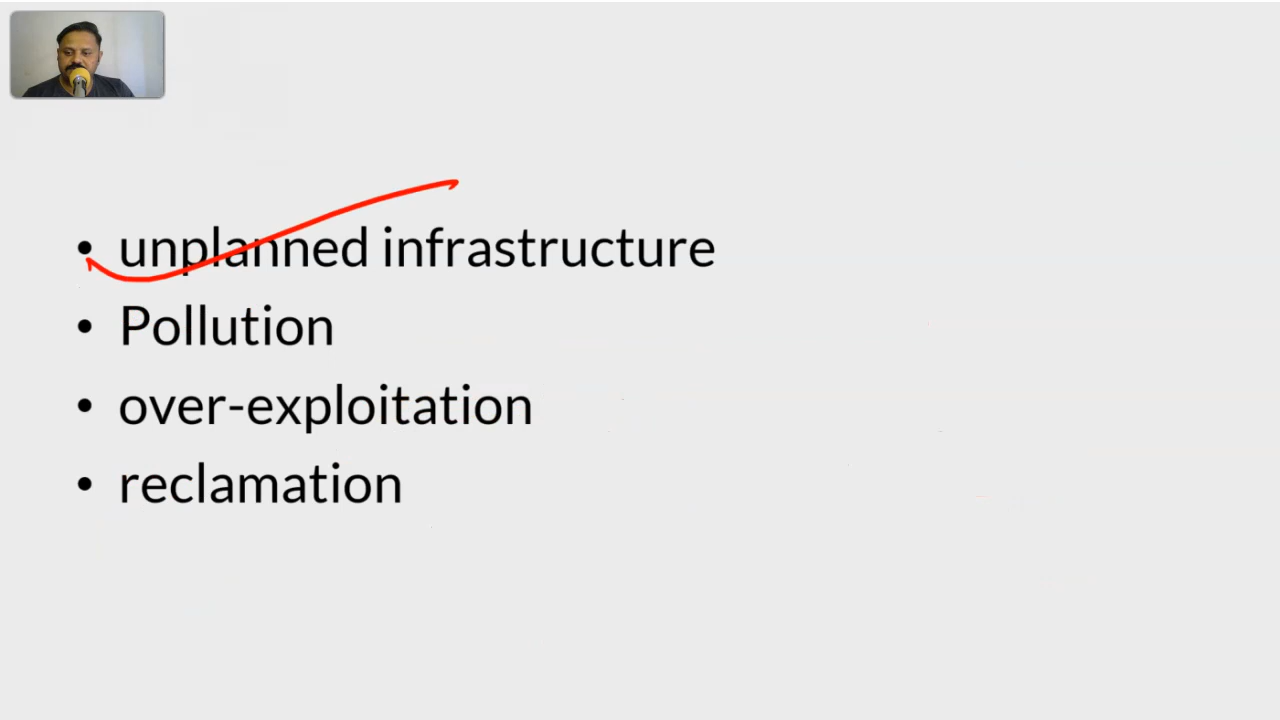 • unplanned infrastructure
• Pollution
• over-exploitation
• reclamation